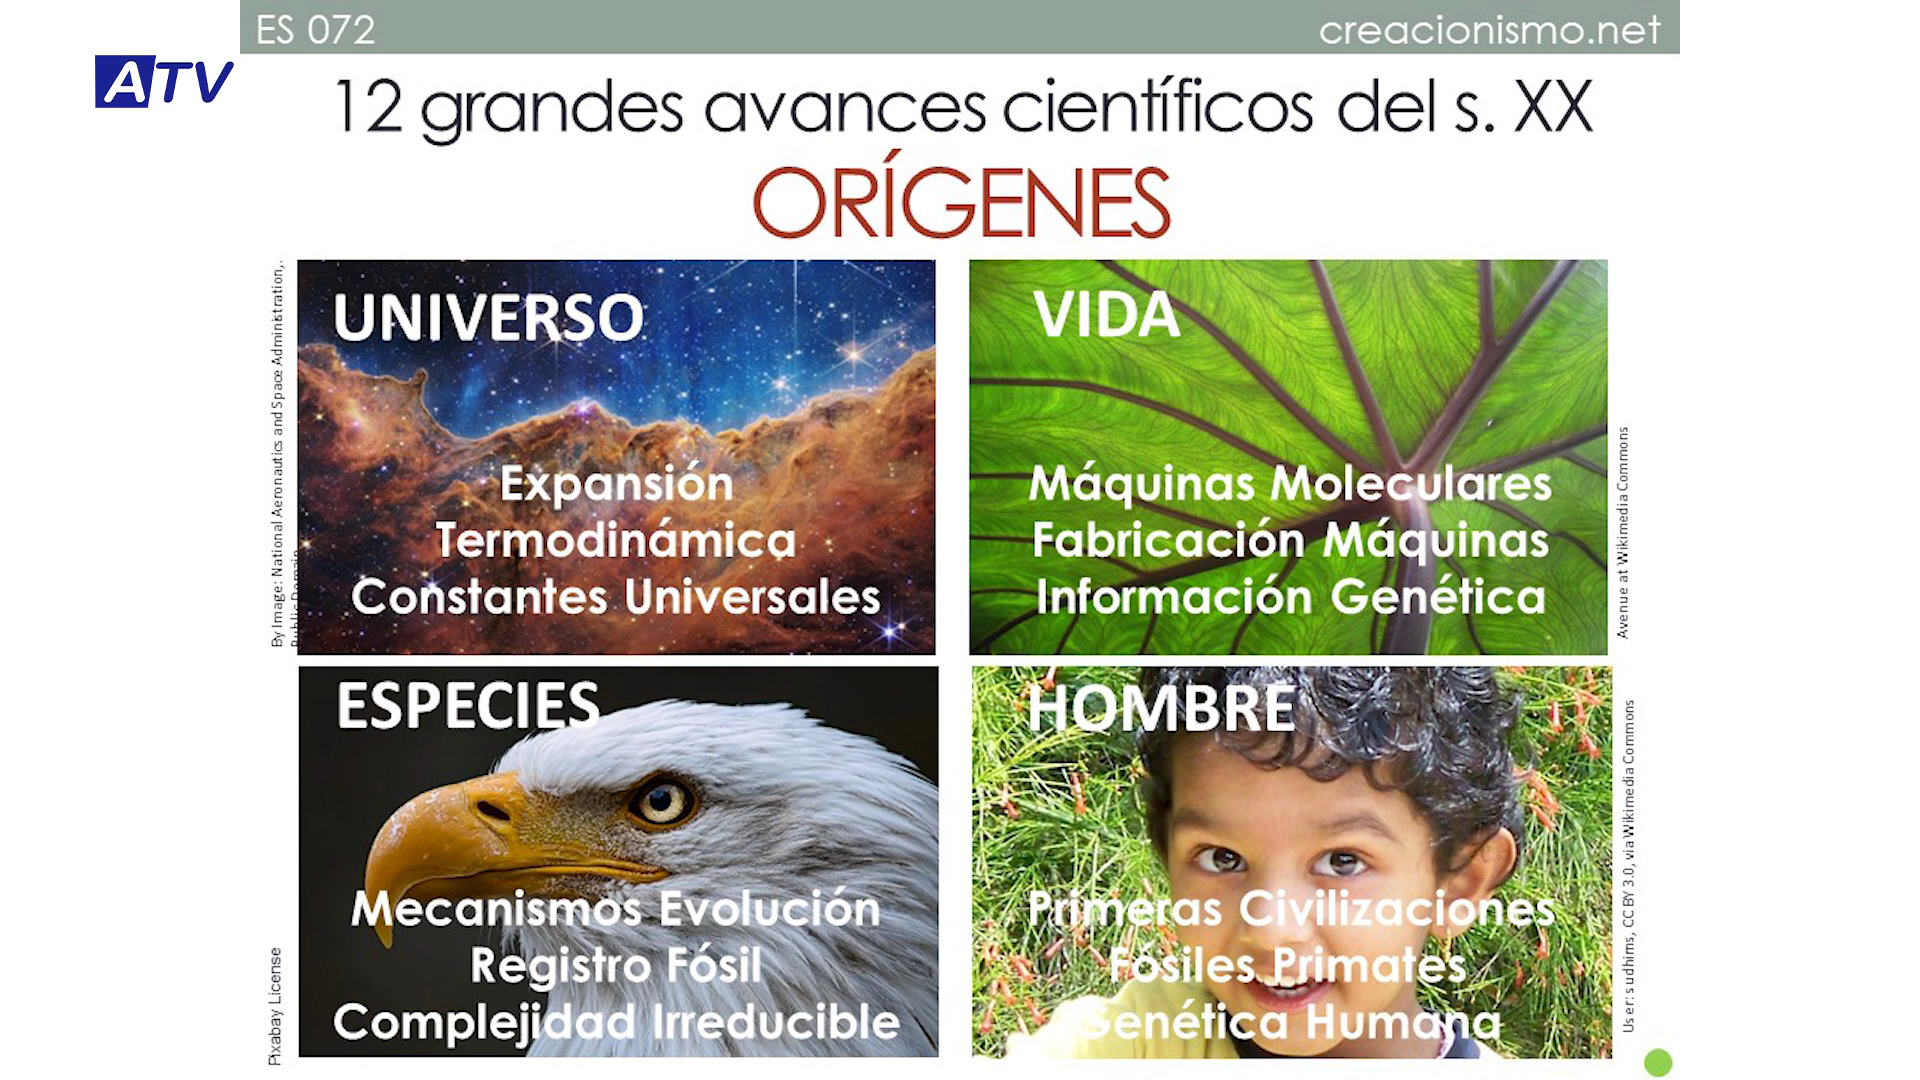 ES 072
creacionismo.net
ATV
12 grandes avances científicos del s. XX
ORÍGENES
By Image: National Aeronautics and Space Administration,.
Public Domain
UNIVERSO
Expansión
Termodinámica
Constantes Universales
VIDA
Máquinas Moleculares
Fabricación Máquinas
Información Genética
Avenue at Wikimedia Commons
ESPECIES
Mecanismos Evolución
Registro Fósil
Complejidad Irreducible
Pixabay License
HOMBRE
Primeras Civilizaciones
Fósiles Primates
Genética Humana
User: sudhirns, CC BY 3.0, via Wikimedia Commons